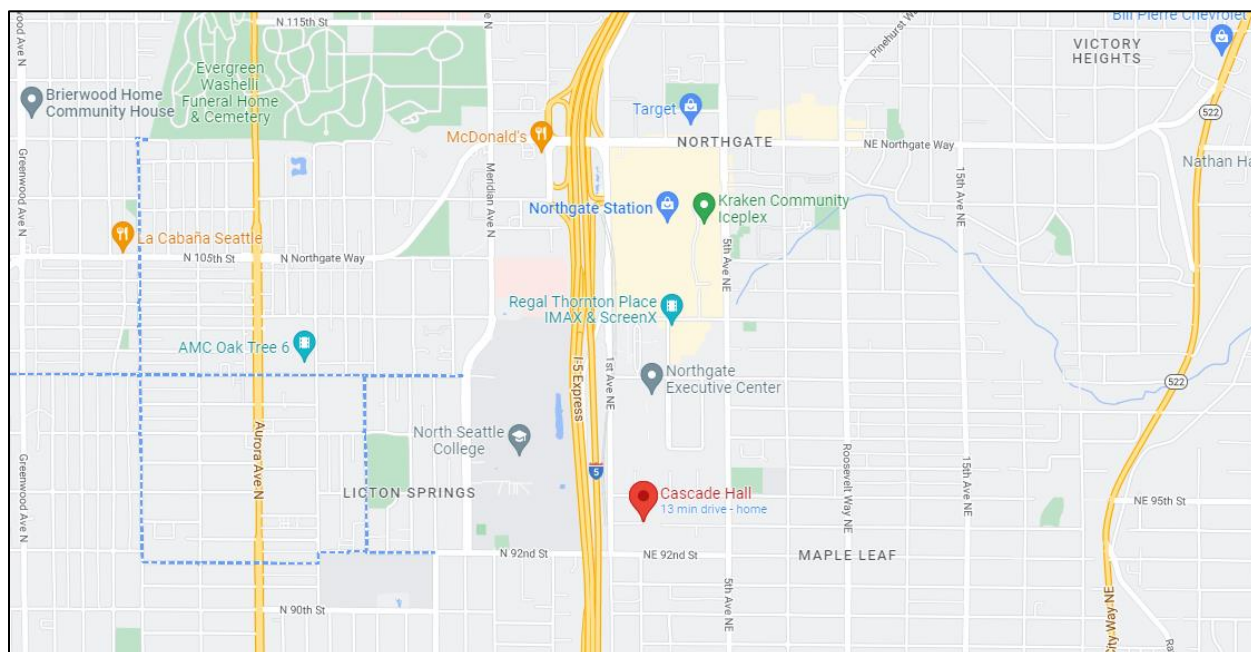 N 115th St
Bill Pierre Chevrolet
Pinehurst Way
VICTORY
HEIGHTS
Greenwood Ave N
Evergreen
Washelli
Funeral Home
& Cemetery
Brierwood Home
Community House
Target
522
McDonald's
NORTHGATE
NE Northgate Way
Nathan
Meridian Ave N
15th Ave NE
Northgate Station
Kraken Community
Iceplex
La Cabaña Seattle
N 105th St
N Northgate Way
5th Ave NE
Regal Thornton Place
IMAX & ScreenX
AMC Oak Tree 6
I-5 Express
1st Ave NE
Northgate
Executive Center
522
Aurora Ave N
North Seattle
College
Greenwood Ave N
Roosevelt Way NE
15th Ave NE
5
LICTON SPRINGS
Cascade Hall
13 min drive - home
NE 95th St
N 92nd St
NE 92nd St
MAPLE LEAF
5th Ave NE
N 90th St
City Way NE